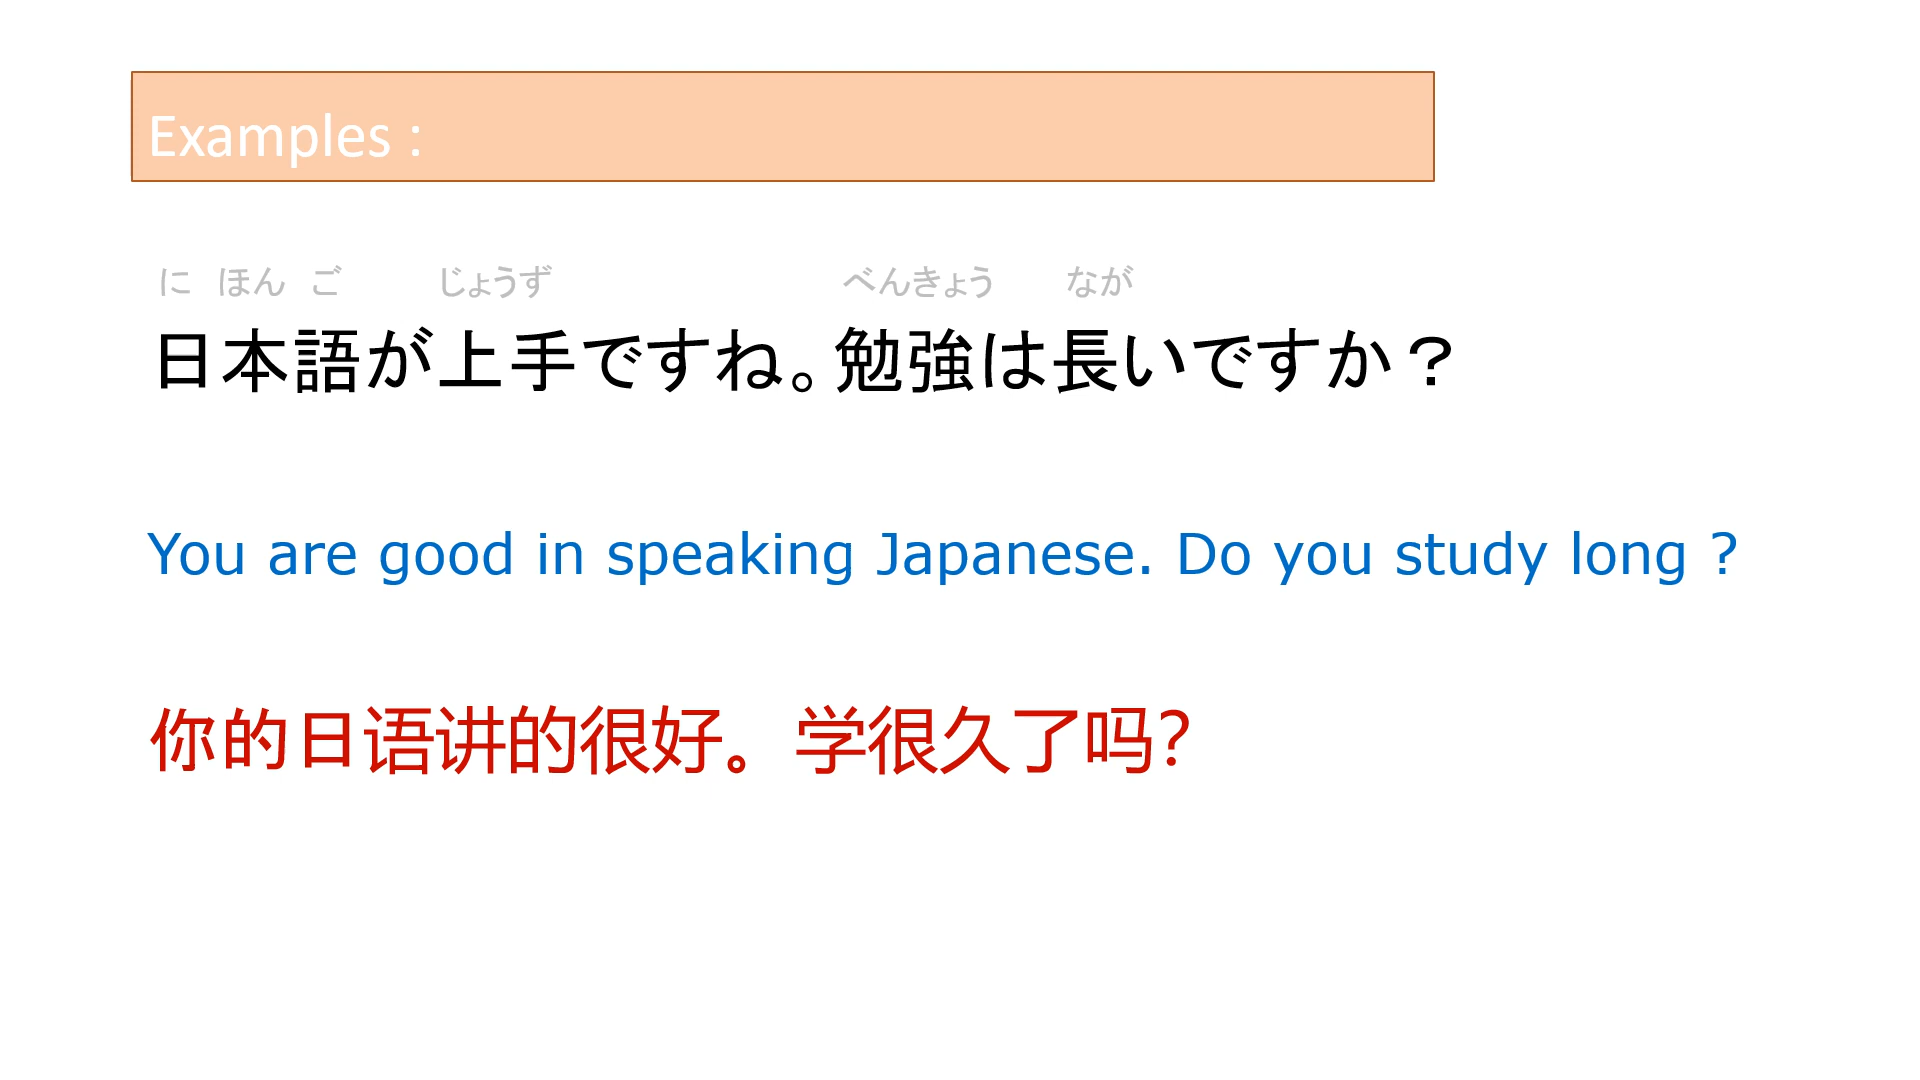 Examples :
に ほん ご じょうず べんきょう なが
日本語が上手ですね。勉強は長いですか？
You are good in speaking Japanese. Do you study long ?
你的日语讲的很好。学很久了吗?